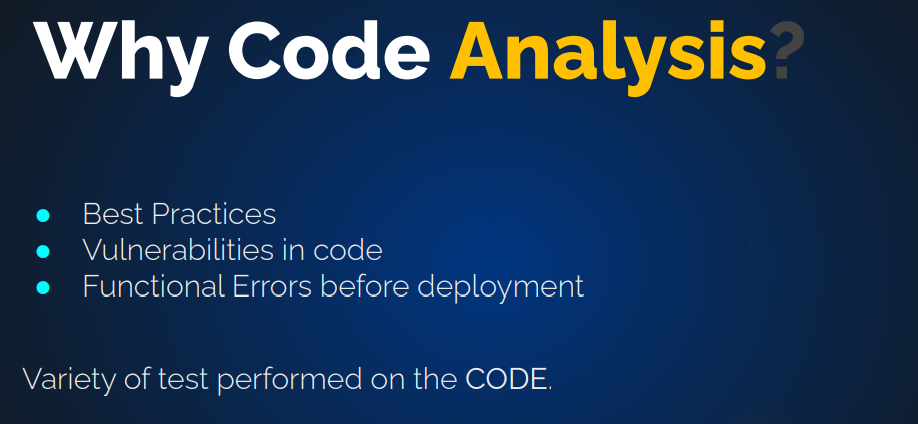 Why Code Analysis?
● Best Practices
● Vulnerabilities in code
● Functional Errors before deployment
Variety of test performed on the CODE.